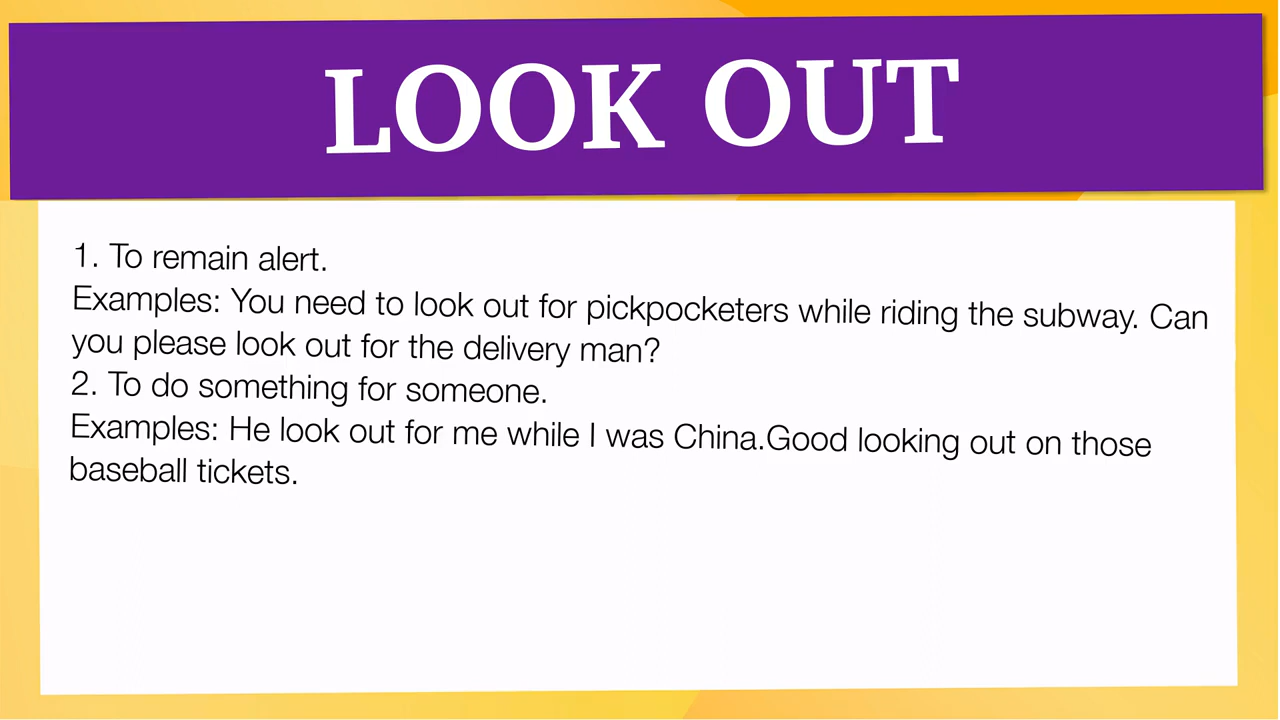 LOOK OUT
1. To remain alert.
Examples: You need to look out for pickpocketers while riding the subway. Can
you please look out for the delivery man?
2. To do something for someone.
Examples: He look out for me while I was China.Good looking out on those
baseball tickets.